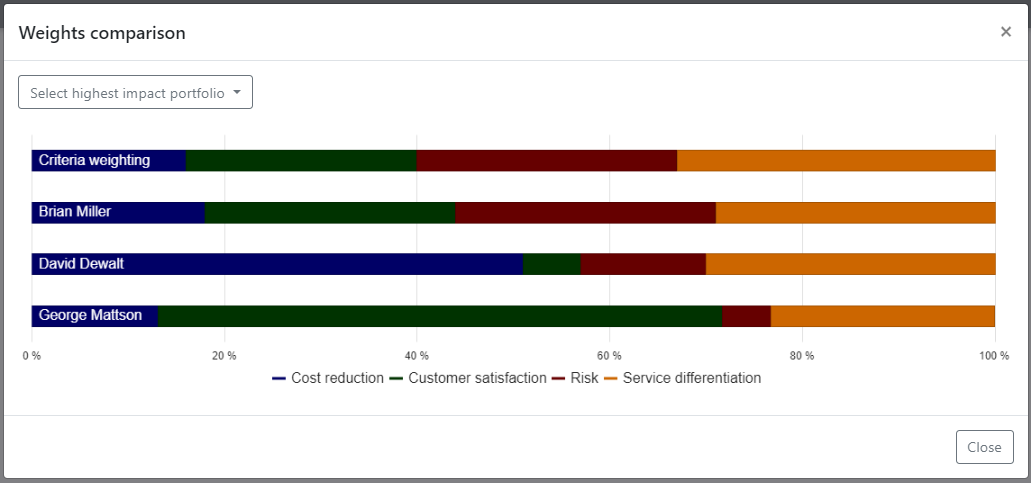 Weights comparison ×
Select highest impact portfolio
Criteria weighting
Brian Miller
David Dewalt
George Mattson
0 % 20 % 40 % 60 % 80 % 100 %
Cost reduction Customer satisfaction Risk Service differentiation
Close